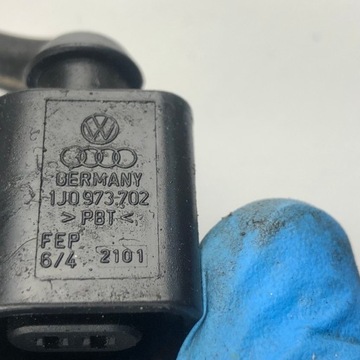 GERMANY
1J0 973 702
> PBT <
FEP
6/4 2101